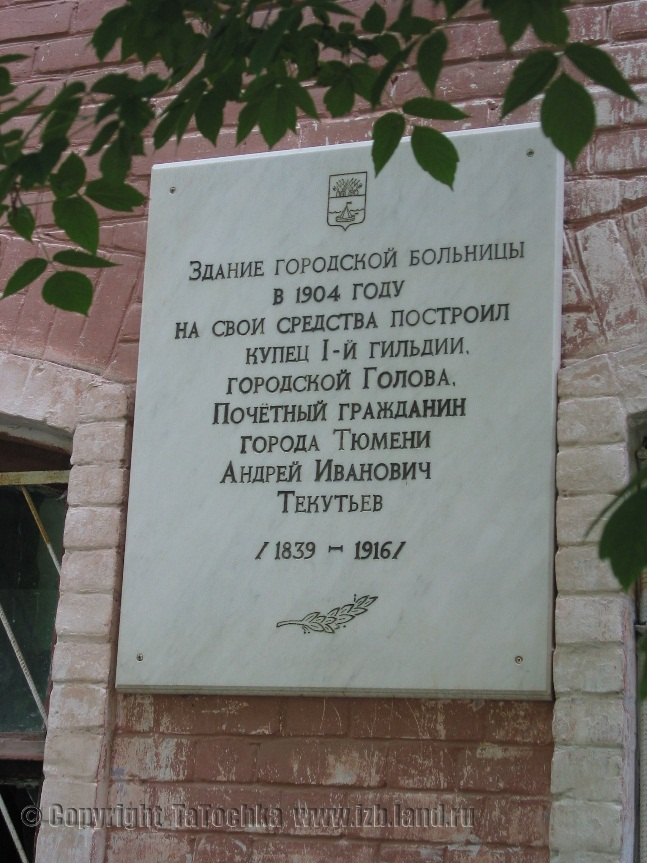 Здание городской больницы
в 1904 году
на свои средства построил
купец I-й гильдии,
городской Голова,
Почётный гражданин
города Тюмени
Андрей Иванович
Текутьев
/1839 - 1916/
© Copyright TaTochka www.izh.land.ru